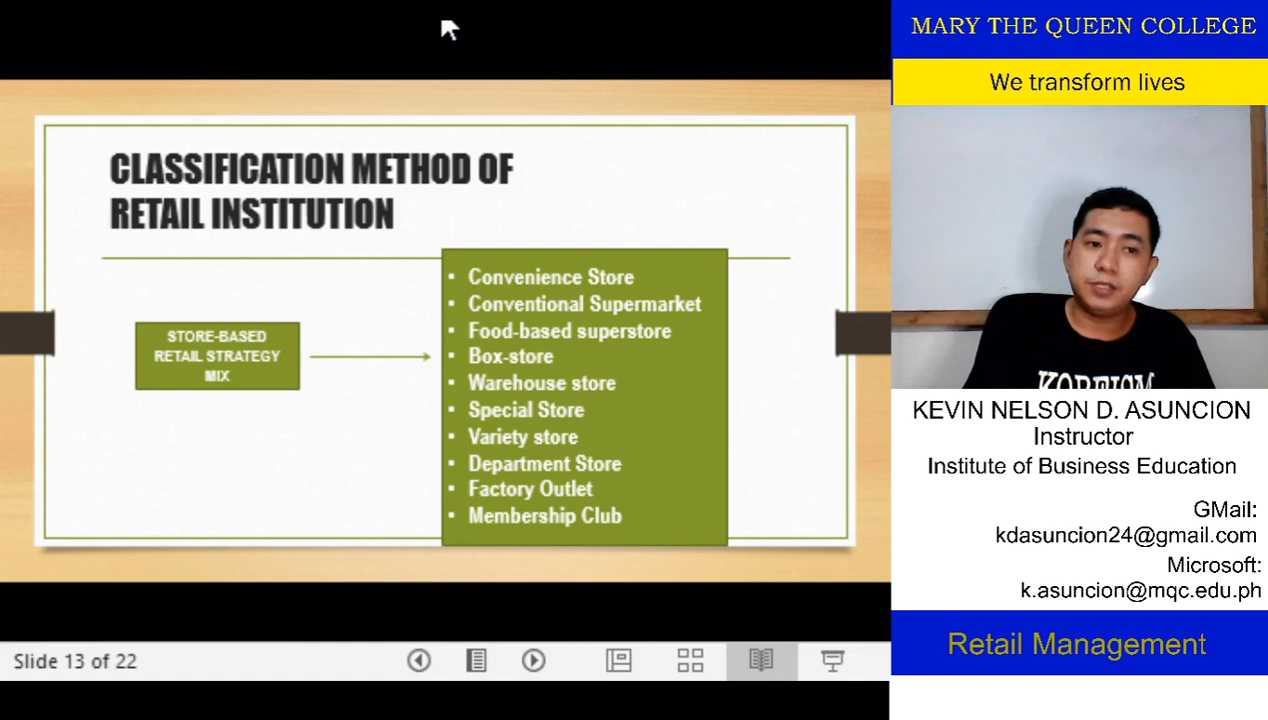 CLASSIFICATION METHOD OF
RETAIL INSTITUTION
STORE-BASED
RETAIL STRATEGY
MIX
• Convenience Store
• Conventional Supermarket
• Food-based superstore
• Box-store
• Warehouse store
• Special Store
• Variety store
• Department Store
• Factory Outlet
• Membership Club
Slide 13 of 22
MARY THE QUEEN COLLEGE
We transform lives
KEVIN NELSON D. ASUNCION
Instructor
Institute of Business Education
GMail:
kdasuncion24@gmail.com
Microsoft:
k.asuncion@mqc.edu.ph
Retail Management